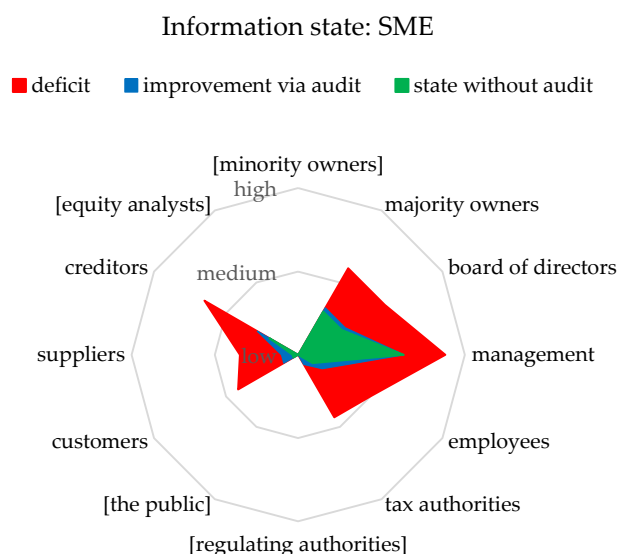 Information state: SME
deficit
improvement via audit
state without audit
[minority owners]
high
[equity analysts]
majority owners
creditors
medium
board of directors
suppliers
low
management
customers
employees
[the public]
tax authorities
[regulating authorities]